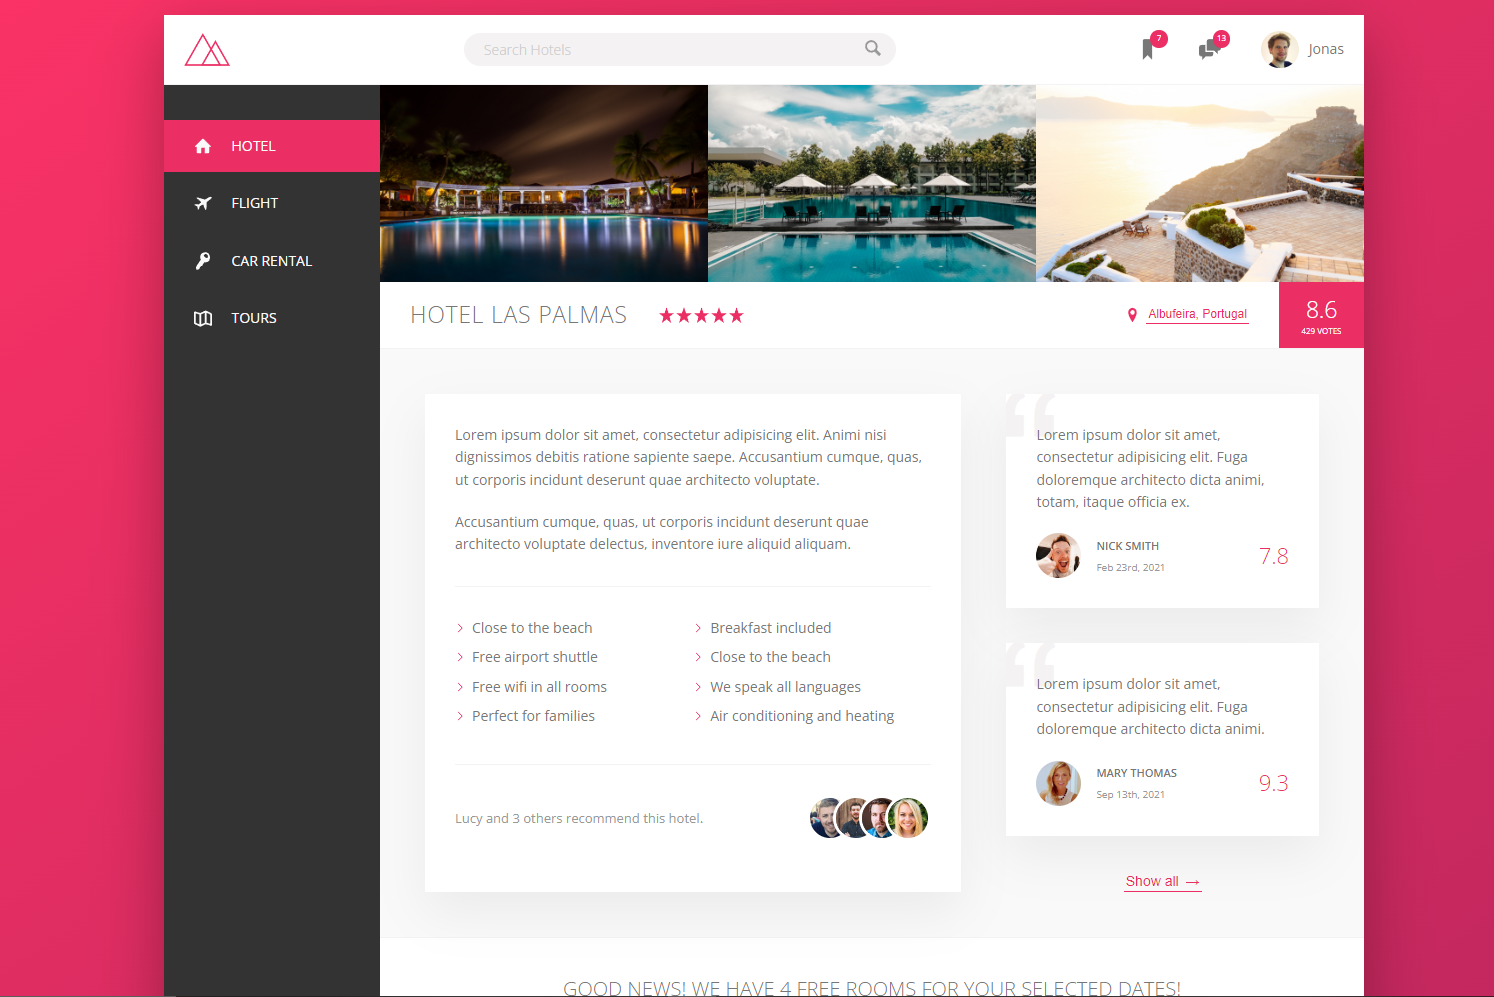 Search Hotels
7
13
Jonas
HOTEL
FLIGHT
CAR RENTAL
TOURS
HOTEL LAS PALMAS
Albufeira, Portugal
8.6
429 VOTES
Lorem ipsum dolor sit amet, consectetur adipisicing elit. Animi nisi
dignissimos debitis ratione sapiente saepe. Accusantium cumque, quas,
ut corporis incidunt deserunt quae architecto voluptate.
Accusantium cumque, quas, ut corporis incidunt deserunt quae
architecto voluptate delectus, inventore iure aliquid aliquam.
Close to the beach
Free airport shuttle
Free wifi in all rooms
Perfect for families
Breakfast included
Close to the beach
We speak all languages
Air conditioning and heating
Lucy and 3 others recommend this hotel.
“
Lorem ipsum dolor sit amet,
consectetur adipisicing elit. Fuga
doloremque architecto dicta animi,
totam, itaque officia ex.
NICK SMITH
Feb 23rd, 2021
7.8
“
Lorem ipsum dolor sit amet,
consectetur adipisicing elit. Fuga
doloremque architecto dicta animi.
MARY THOMAS
Sep 13th, 2021
9.3
Show all →
GOOD NEWS! WE HAVE 4 FREE ROOMS FOR YOUR SELECTED DATES!